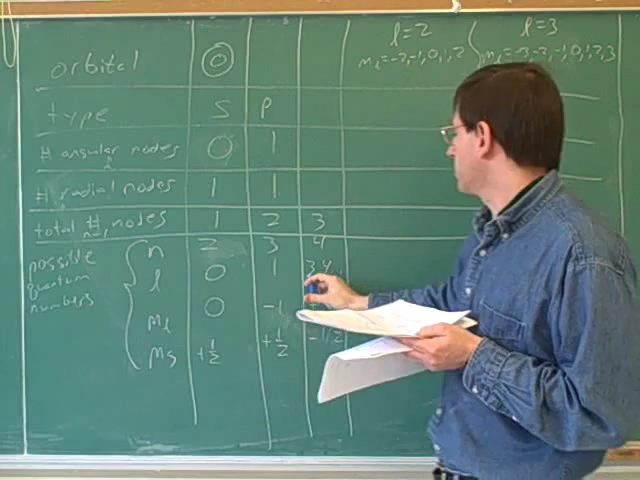 l=2 l=3
mₗ=-2,-1,0,1,2 mₗ=-3-2,-1,0,1,2,3
orbital
type S P
# angular nodes 0 1
l
# radial nodes 1 1
total # nodes 1 2 3
n-1
possible quantum numbers
n 2 3 4
l 0 1
mₗ 0 -1
mₛ +1/2 +1/2 -1/2